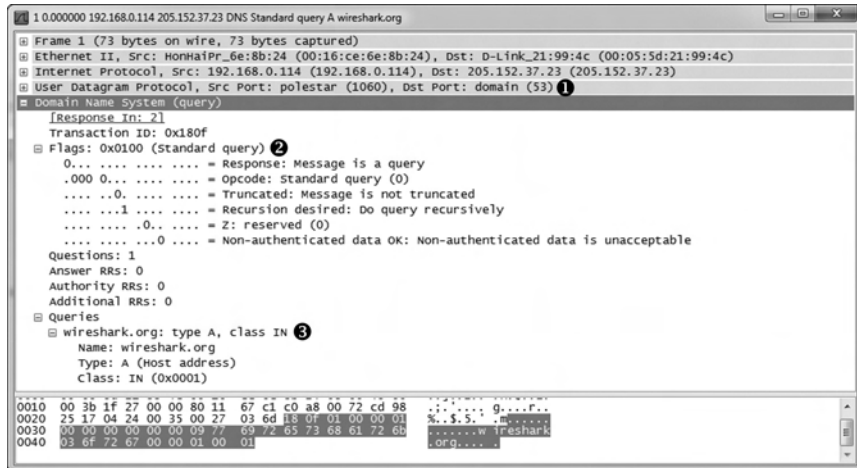 1 0.000000 192.168.0.114 205.152.37.23 DNS Standard query A wireshark.org
Frame 1 (73 bytes on wire, 73 bytes captured)
Ethernet II, Src: HonHaiPr_6e:8b:24 (00:16:ce:6e:8b:24), Dst: D-Link_21:99:4c (00:05:5d:21:99:4c)
Internet Protocol, Src: 192.168.0.114 (192.168.0.114), Dst: 205.152.37.23 (205.152.37.23)
User Datagram Protocol, Src Port: polestar (1060), Dst Port: domain (53) ❶
Domain Name System (query)
[Response In: 2]
Transaction ID: 0x180f
Flags: 0x0100 (Standard query) ❷
0... .... .... .... = Response: Message is a query
.000 0... .... .... = Opcode: Standard query (0)
.... ..0. .... .... = Truncated: Message is not truncated
.... ...1 .... .... = Recursion desired: Do query recursively
.... .... .0.. .... = Z: reserved (0)
.... .... ...0 .... = Non-authenticated data OK: Non-authenticated data is unacceptable
Questions: 1
Answer RRs: 0
Authority RRs: 0
Additional RRs: 0
Queries
wireshark.org: type A, class IN ❸
Name: wireshark.org
Type: A (Host address)
Class: IN (0x0001)
0010 00 3b 1f 27 00 00 80 11 67 c1 c0 a8 00 72 cd 98 .;.'.... g....r..
0020 25 17 04 24 00 35 00 27 03 6d 18 0f 01 00 00 01 %..$.5.' .m......
0030 00 00 00 00 00 00 09 77 69 72 65 73 68 61 72 6b .......w ireshark
0040 03 6f 72 67 00 00 01 00 01 .org.... .